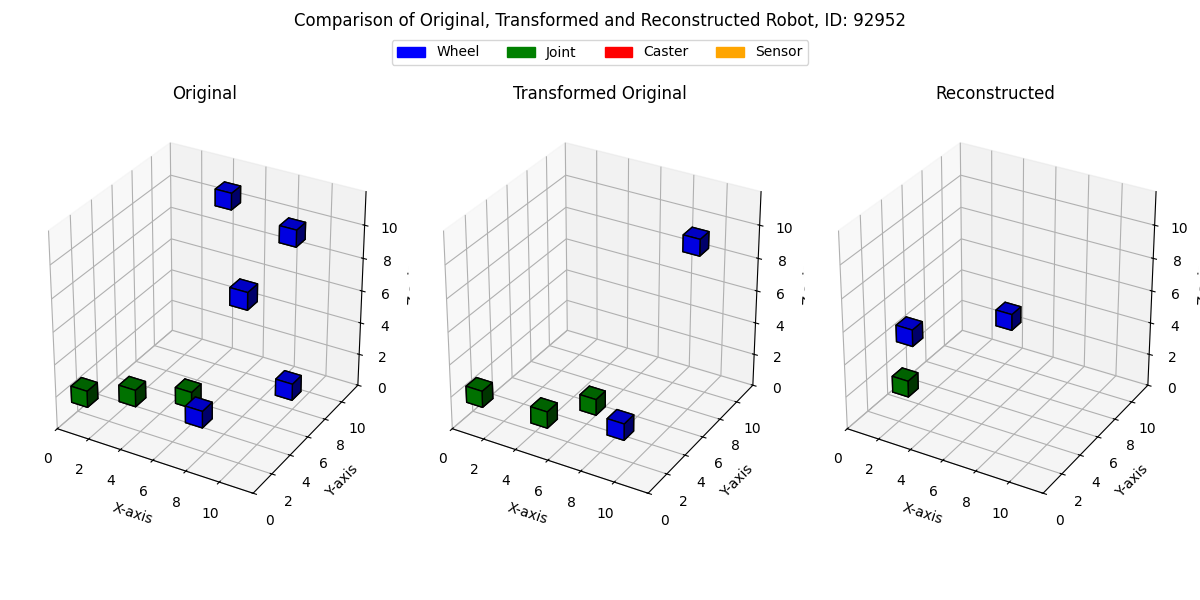 Comparison of Original, Transformed and Reconstructed Robot, ID: 92952
Wheel Joint Caster Sensor
Original
Transformed Original
Reconstructed
0 2 4 6 8 10
X-axis
0 2 4 6 8 10
Y-axis
0 2 4 6 8 10
0 2 4 6 8 10
X-axis
0 2 4 6 8 10
Y-axis
0 2 4 6 8 10
0 2 4 6 8 10
X-axis
0 2 4 6 8 10
Y-axis
0 2 4 6 8 10